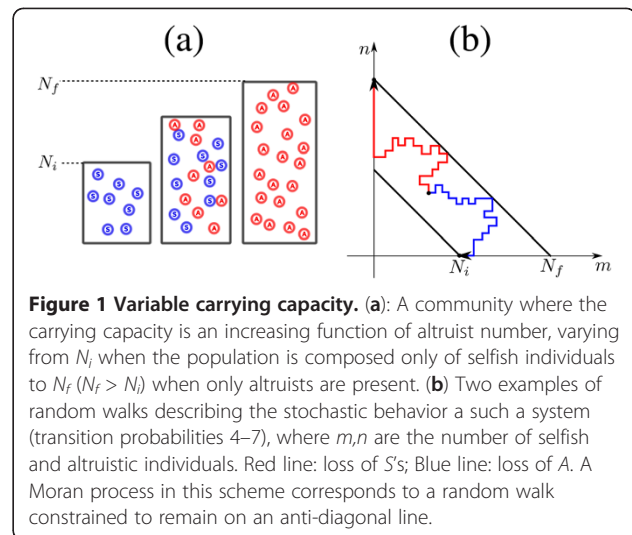 (a)
(b)
N_f
N_i
S S S S S S S S
A A S S A S S A S S A A S A
A A A A A A A A A A A A A A A A A A
n
N_i
N_f
m
Figure 1 Variable carrying capacity. (a): A community where the
carrying capacity is an increasing function of altruist number, varying
from N_i when the population is composed only of selfish individuals
to N_f (N_f > N_i) when only altruists are present. (b) Two examples of
random walks describing the stochastic behavior a such a system
(transition probabilities 4–7), where m,n are the number of selfish
and altruistic individuals. Red line: loss of S's; Blue line: loss of A. A
Moran process in this scheme corresponds to a random walk
constrained to remain on an anti-diagonal line.